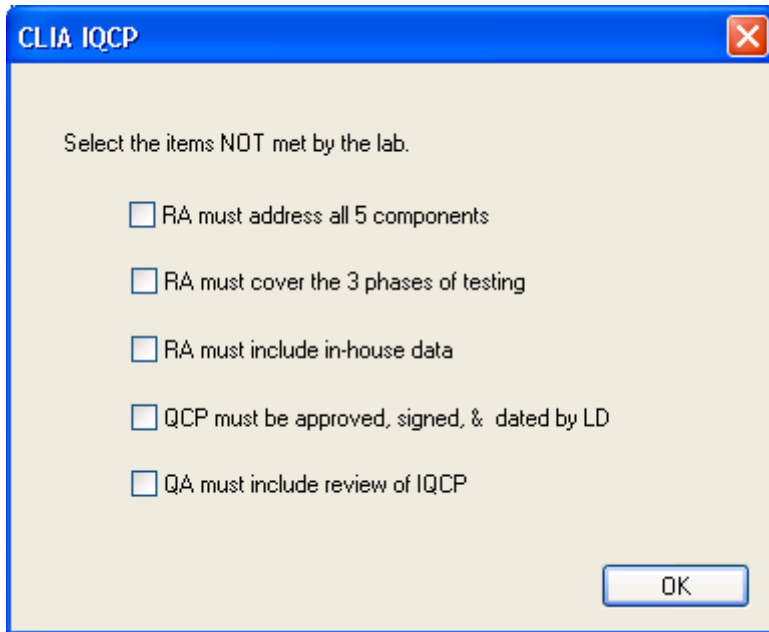 CLIA IQCP
Select the items NOT met by the lab.
RA must address all 5 components
RA must cover the 3 phases of testing
RA must include in-house data
QCP must be approved, signed, & dated by LD
QA must include review of IQCP
OK